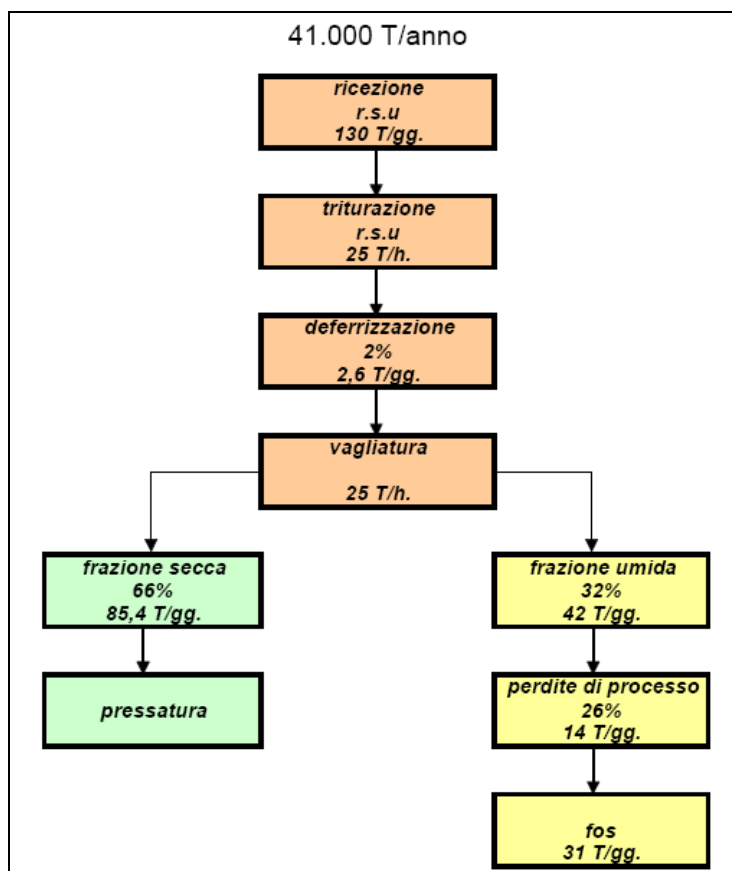 41.000 T/anno
ricezione
r.s.u
130 T/gg.
triturazione
r.s.u
25 T/h.
deferrizzazione
2%
2,6 T/gg.
vagliatura
25 T/h.
frazione secca
66%
85,4 T/gg.
pressatura
frazione umida
32%
42 T/gg.
perdite di processo
26%
14 T/gg.
fos
31 T/gg.